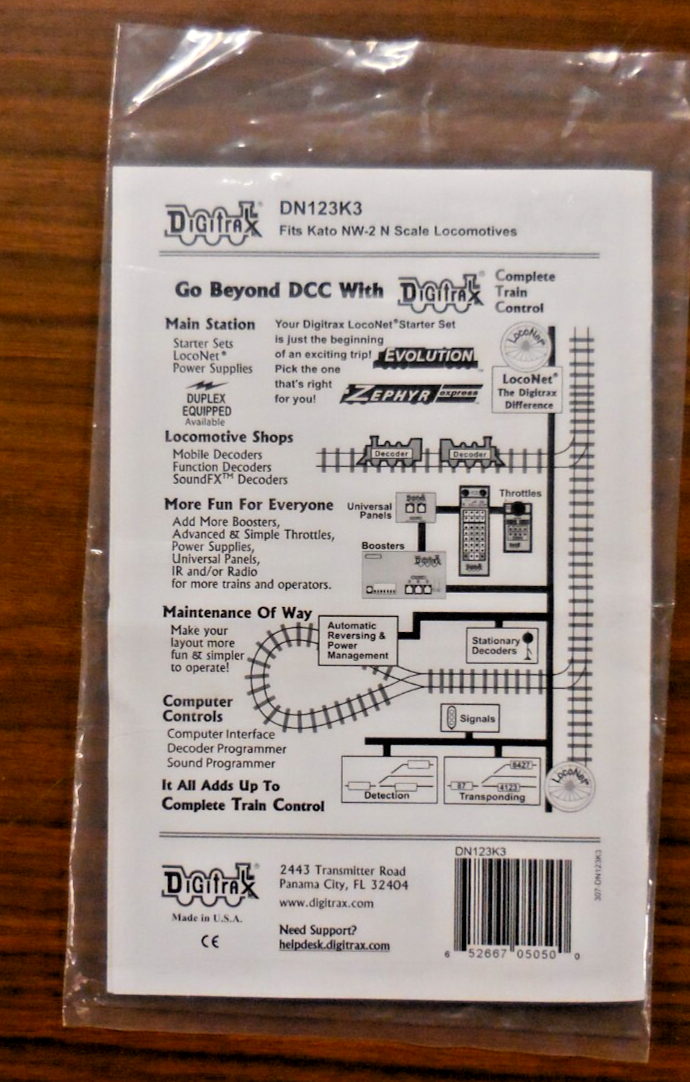 DIGITRAX®
DN123K3
Fits Kato NW-2 N Scale Locomotives
Go Beyond DCC With DIGITRAX®
Complete
Train
Control
Main Station
Starter Sets
LocoNet®
Power Supplies
DUPLEX
EQUIPPED
Available
Your Digitrax LocoNet® Starter Set
is just the beginning
of an exciting trip!
Pick the one
that's right
for you!
EVOLUTION™
ZEPHYR express™
LocoNet
LocoNet®
The Digitrax
Difference
Locomotive Shops
Mobile Decoders
Function Decoders
SoundFX™ Decoders
Decoder
Decoder
More Fun For Everyone
Add More Boosters,
Advanced & Simple Throttles,
Power Supplies,
Universal Panels,
IR and/or Radio
for more trains and operators.
Universal
Panels
Throttles
Boosters
Maintenance Of Way
Make your
layout more
fun & simpler
to operate!
Automatic
Reversing &
Power
Management
Stationary
Decoders
Computer
Controls
Computer Interface
Decoder Programmer
Sound Programmer
Signals
Detection
8427
87
4123
Transponding
LocoNet
It All Adds Up To
Complete Train Control
DIGITRAX®
Made in U.S.A.
CE
2443 Transmitter Road
Panama City, FL 32404
www.digitrax.com
Need Support?
helpdesk.digitrax.com
DN123K3
6 52667 05050 0
307-DN123K3